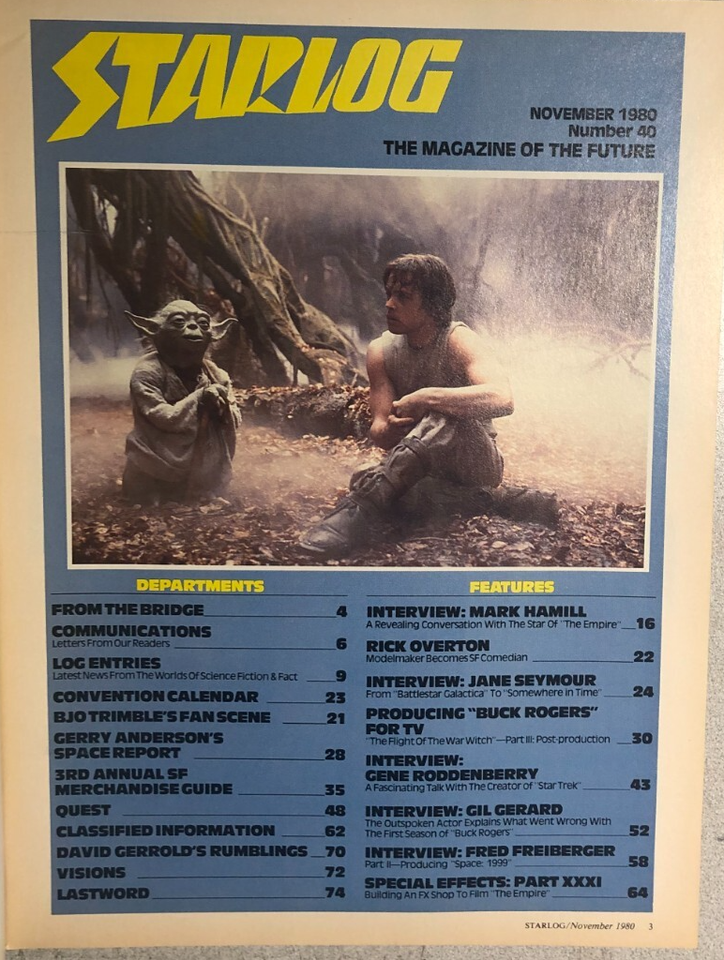 STARLOG
NOVEMBER 1980
Number 40
THE MAGAZINE OF THE FUTURE
DEPARTMENTS
FROM THE BRIDGE 4
COMMUNICATIONS
Letters From Our Readers 6
LOG ENTRIES
Latest News From The Worlds Of Science Fiction & Fact 9
CONVENTION CALENDAR 23
BJO TRIMBLE'S FAN SCENE 21
GERRY ANDERSON'S
SPACE REPORT 28
3RD ANNUAL SF
MERCHANDISE GUIDE 35
QUEST 48
CLASSIFIED INFORMATION 62
DAVID GERROLD'S RUMBLINGS 70
VISIONS 72
LASTWORD 74
FEATURES
INTERVIEW: MARK HAMILL
A Revealing Conversation With The Star Of "The Empire" 16
RICK OVERTON
Modelmaker Becomes SF Comedian 22
INTERVIEW: JANE SEYMOUR
From "Battlestar Galactica" To "Somewhere in Time" 24
PRODUCING "BUCK ROGERS"
FOR TV
"The Flight Of The War Witch"—Part III: Post-production 30
INTERVIEW:
GENE RODDENBERRY
A Fascinating Talk With The Creator of "Star Trek" 43
INTERVIEW: GIL GERARD
The Outspoken Actor Explains What Went Wrong With
The First Season of "Buck Rogers" 52
INTERVIEW: FRED FREIBERGER
Part II—Producing "Space: 1999" 58
SPECIAL EFFECTS: PART XXXI
Building An FX Shop To Film "The Empire" 64
STARLOG/November 1980 3